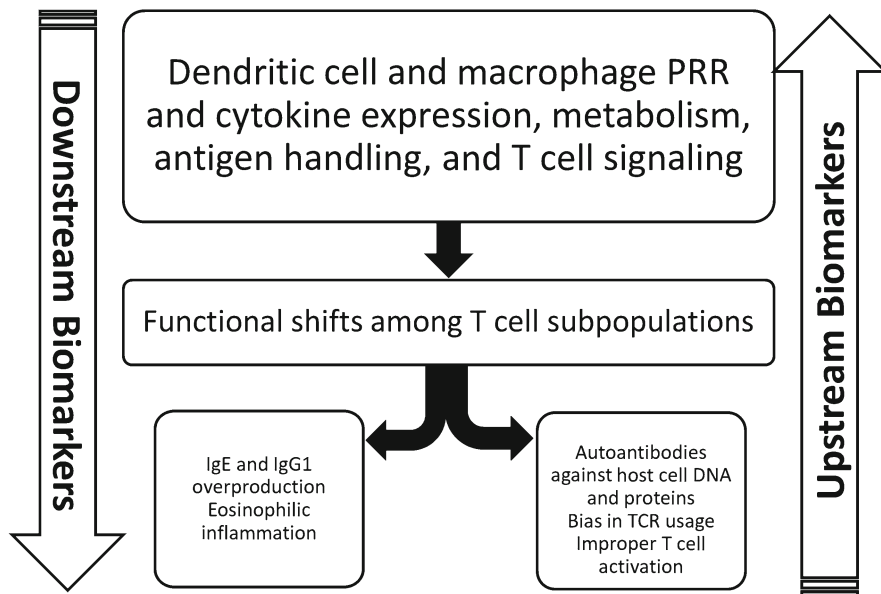 Downstream Biomarkers
Dendritic cell and macrophage PRR
and cytokine expression, metabolism,
antigen handling, and T cell signaling
Functional shifts among T cell subpopulations
IgE and IgG1
overproduction
Eosinophilic
inflammation
Autoantibodies
against host cell DNA
and proteins
Bias in TCR usage
Improper T cell
activation
Upstream Biomarkers